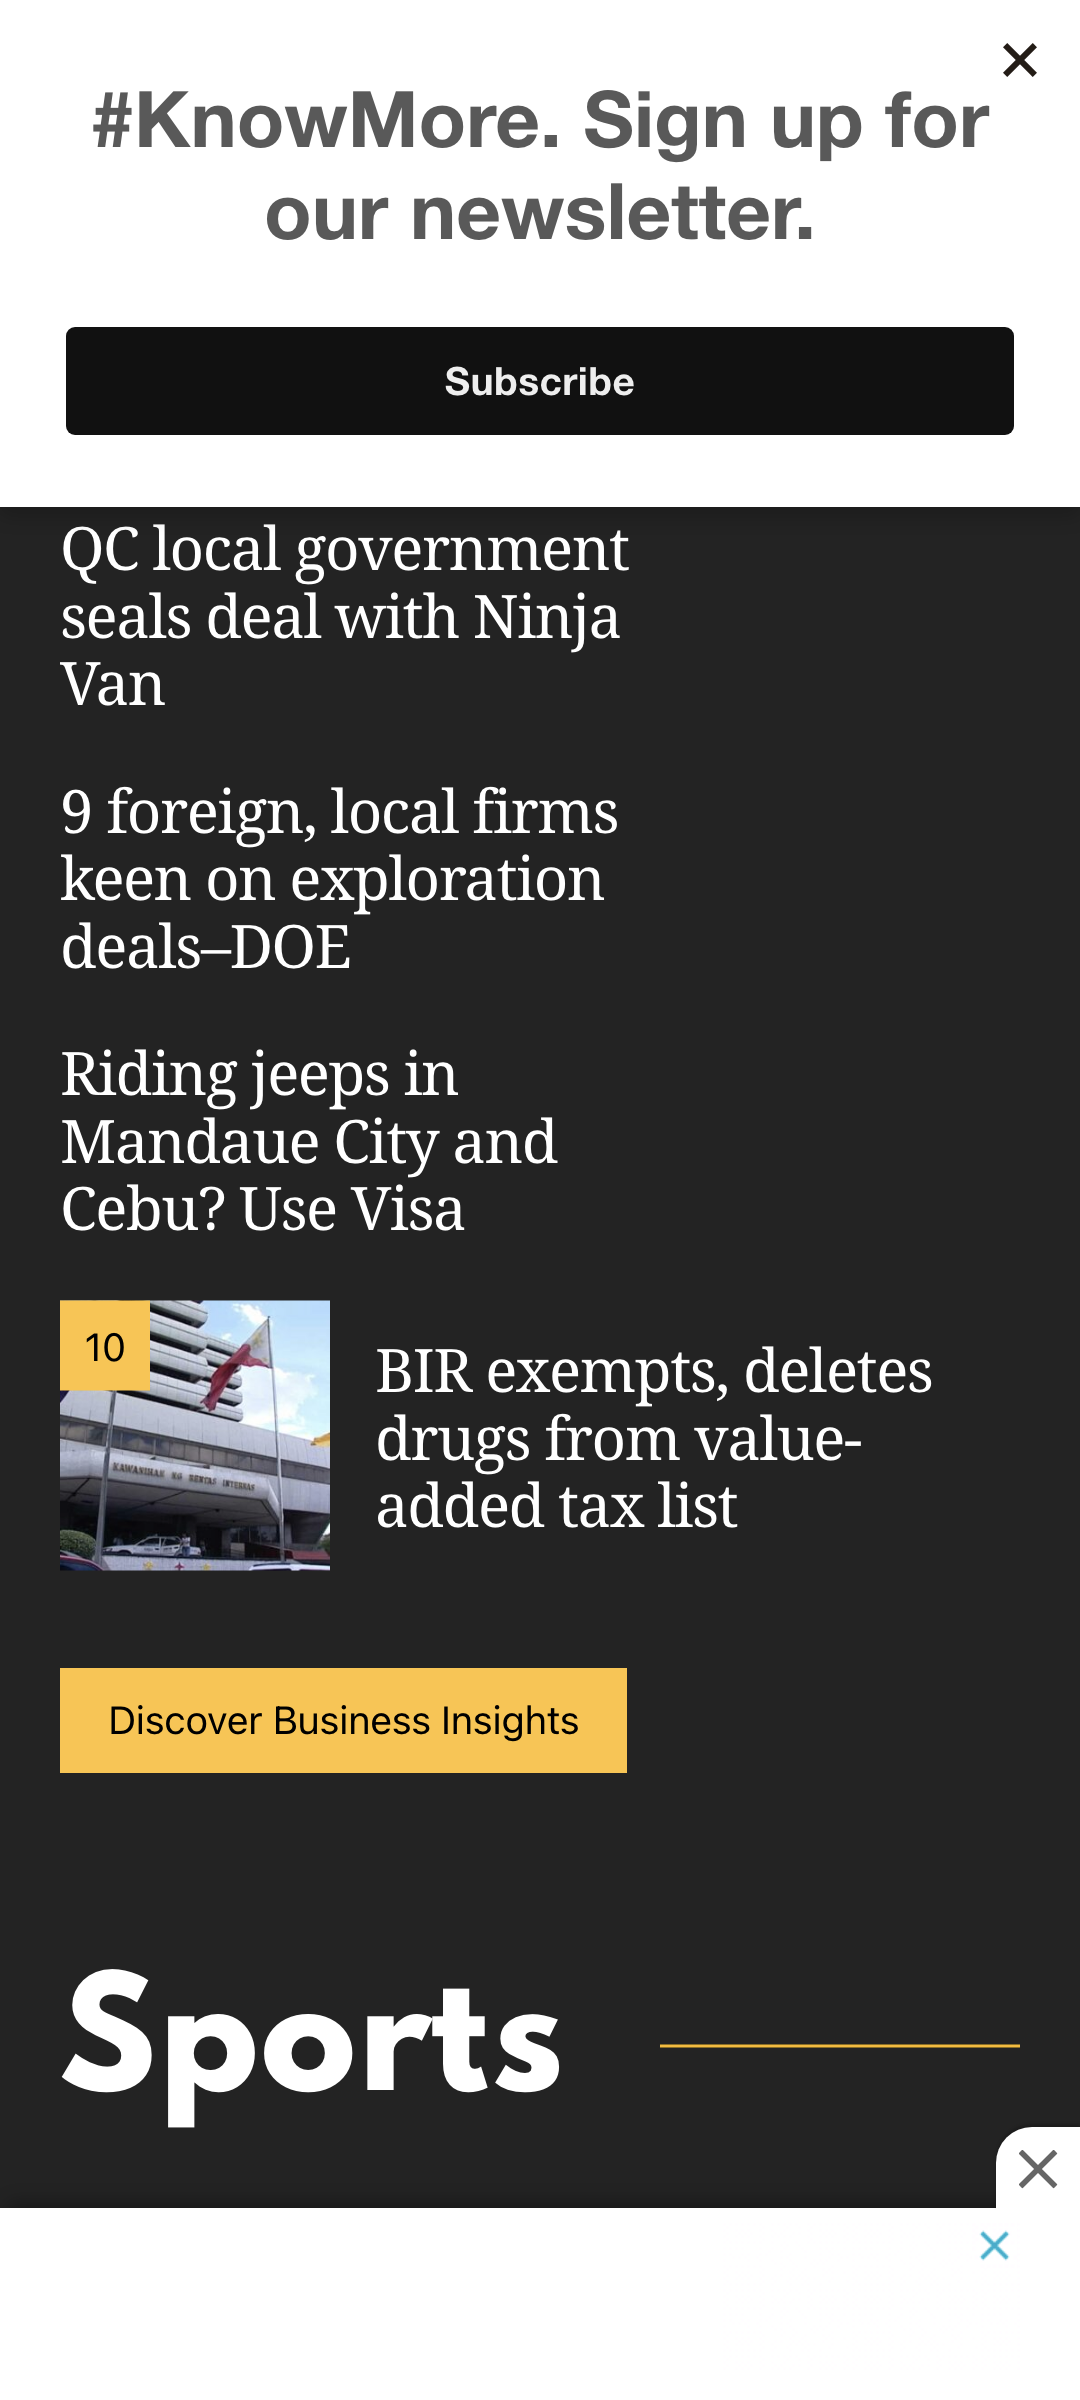 #KnowMore. Sign up for
our newsletter.
Subscribe
QC local government
seals deal with Ninja
Van
9 foreign, local firms
keen on exploration
deals–DOE
Riding jeeps in
Mandaue City and
Cebu? Use Visa
10
KAWANIHAN NG RENTAS INTERNAS
BIR exempts, deletes
drugs from value-
added tax list
Discover Business Insights
Sports